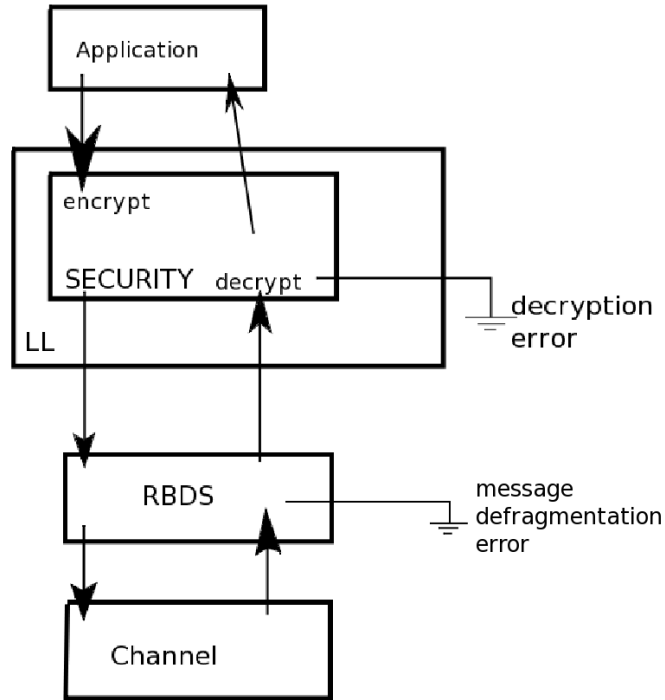 Application
encrypt
SECURITY decrypt
decryption
error
LL
RBDS
message
defragmentation
error
Channel